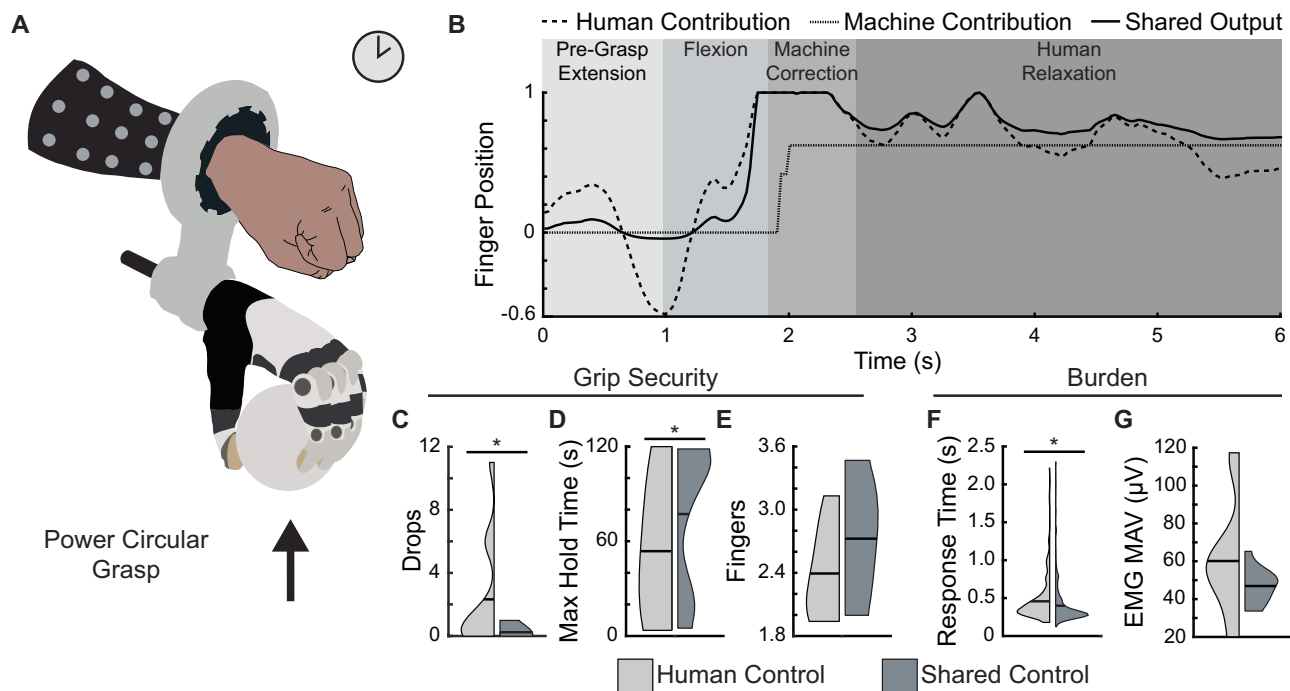 A
Power Circular
Grasp
B
Human Contribution
Machine Contribution
Shared Output
Pre-Grasp
Extension
Flexion
Machine
Correction
Human
Relaxation
Finger Position
1
0
-0.6
0
1
2
3
4
5
6
Time (s)
Grip Security
Burden
C
Drops
12
8
4
0
*
D
Max Hold Time (s)
120
60
0
*
E
Fingers
3.6
3.0
2.4
1.8
F
Response Time (s)
2.5
2.0
1.5
1.0
0.5
0
*
G
EMG MAV (µV)
120
100
80
60
40
20
Human Control
Shared Control